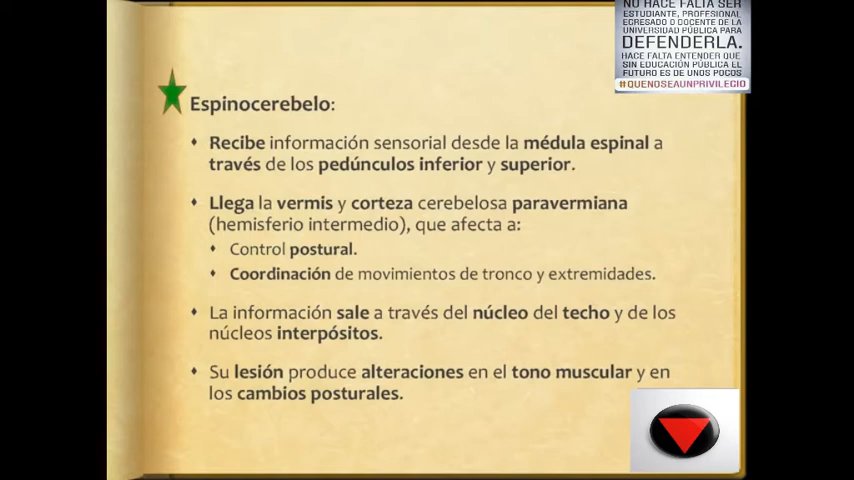 NO HACE FALTA SER
ESTUDIANTE, PROFESIONAL
EGRESADO O DOCENTE DE LA
UNIVERSIDAD PÚBLICA PARA
DEFENDERLA.
HACE FALTA ENTENDER QUE
SIN EDUCACIÓN PÚBLICA EL
FUTURO ES DE UNOS POCOS
#QUENOSEAUNPRIVILEGIO
Espinocerebelo:
Recibe información sensorial desde la médula espinal a
través de los pedúnculos inferior y superior.
Llega la vermis y corteza cerebelosa paravermiana
(hemisferio intermedio), que afecta a:
Control postural.
Coordinación de movimientos de tronco y extremidades.
La información sale a través del núcleo del techo y de los
núcleos interpósitos.
Su lesión produce alteraciones en el tono muscular y en
los cambios posturales.